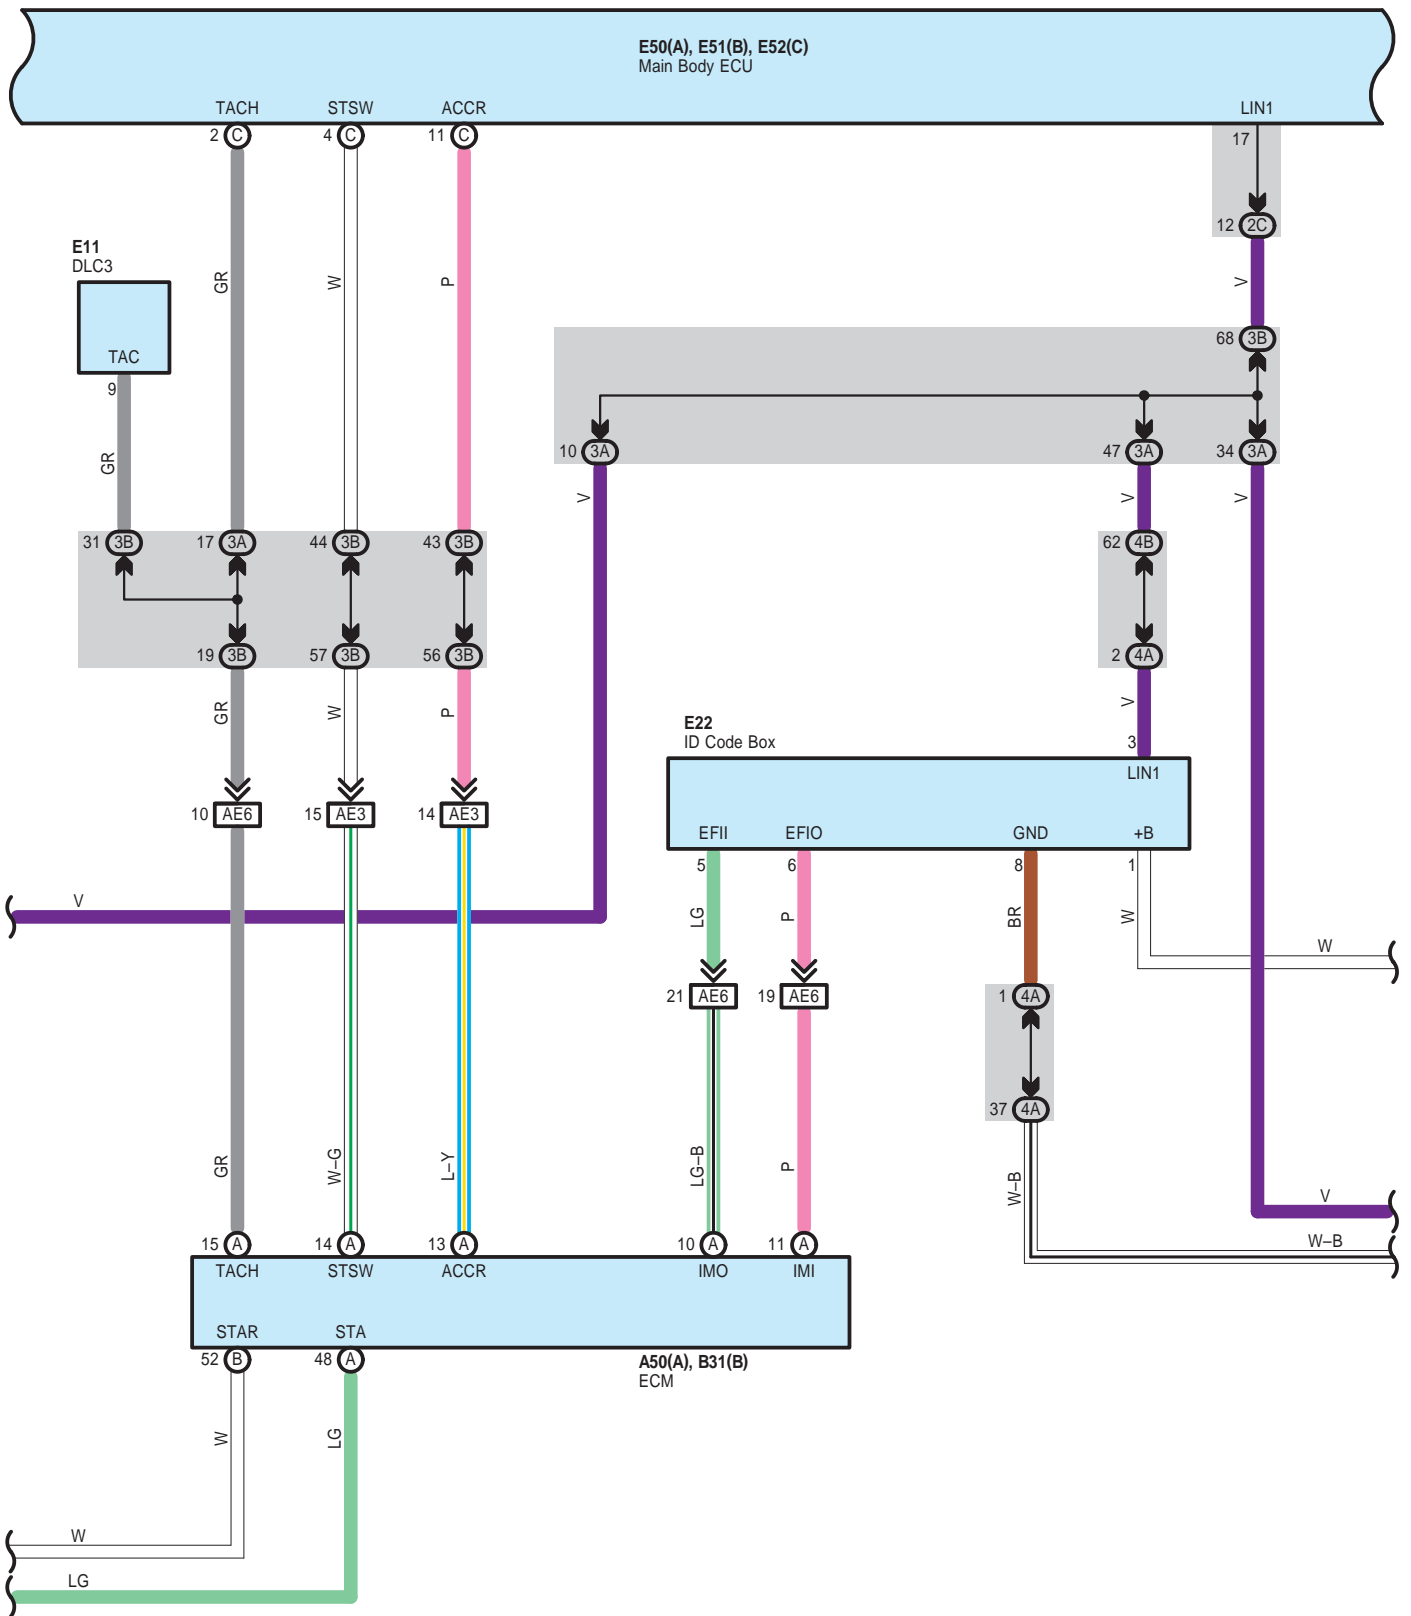 E50(A), E51(B), E52(C)
Main Body ECU
TACH STSW ACCR LIN1
2 C 4 C 11 C 17
12 2C
E11
DLC3
GR W P V
TAC
68 3B
9
GR
10 3A 47 3A 34 3A
V V V
31 3B 17 3A 44 3B 43 3B 62 4B
19 3B 57 3B 56 3B 2 4A
GR W P V
E22
ID Code Box
3
LIN1
10 AE6 15 AE3 14 AE3
EFII EFIO GND +B
5 6 8 1
V
LG P BR W
W
21 AE6 19 AE6 1 4A
37 4A
GR W–G L–Y LG–B P W–B
V
15 A 14 A 13 A 10 A 11 A
W–B
TACH STSW ACCR IMO IMI
STAR STA
52 B 48 A
A50(A), B31(B)
ECM
W LG
W
LG